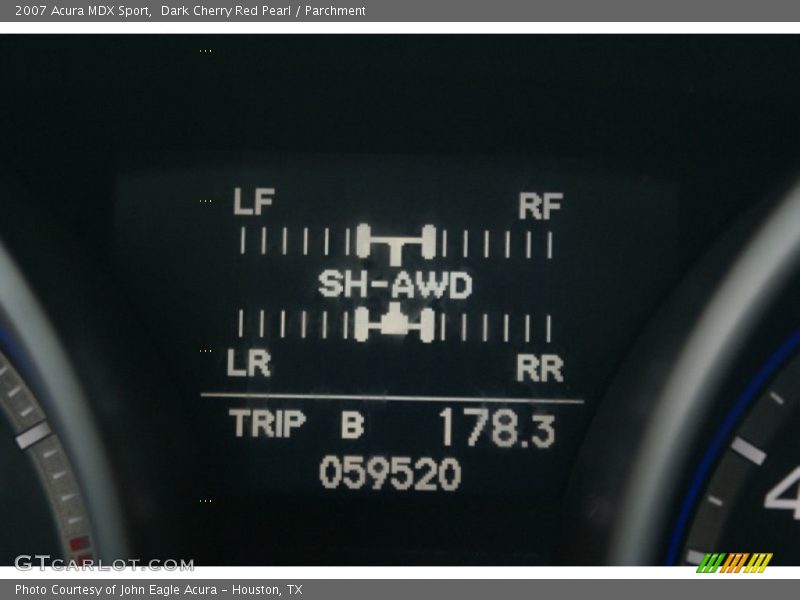 2007 Acura MDX Sport,  Dark Cherry Red Pearl / Parchment
LF RF
SH-AWD
LR RR
TRIP B 178.3
059520
4
GTCARLOT.COM
Photo Courtesy of John Eagle Acura - Houston, TX